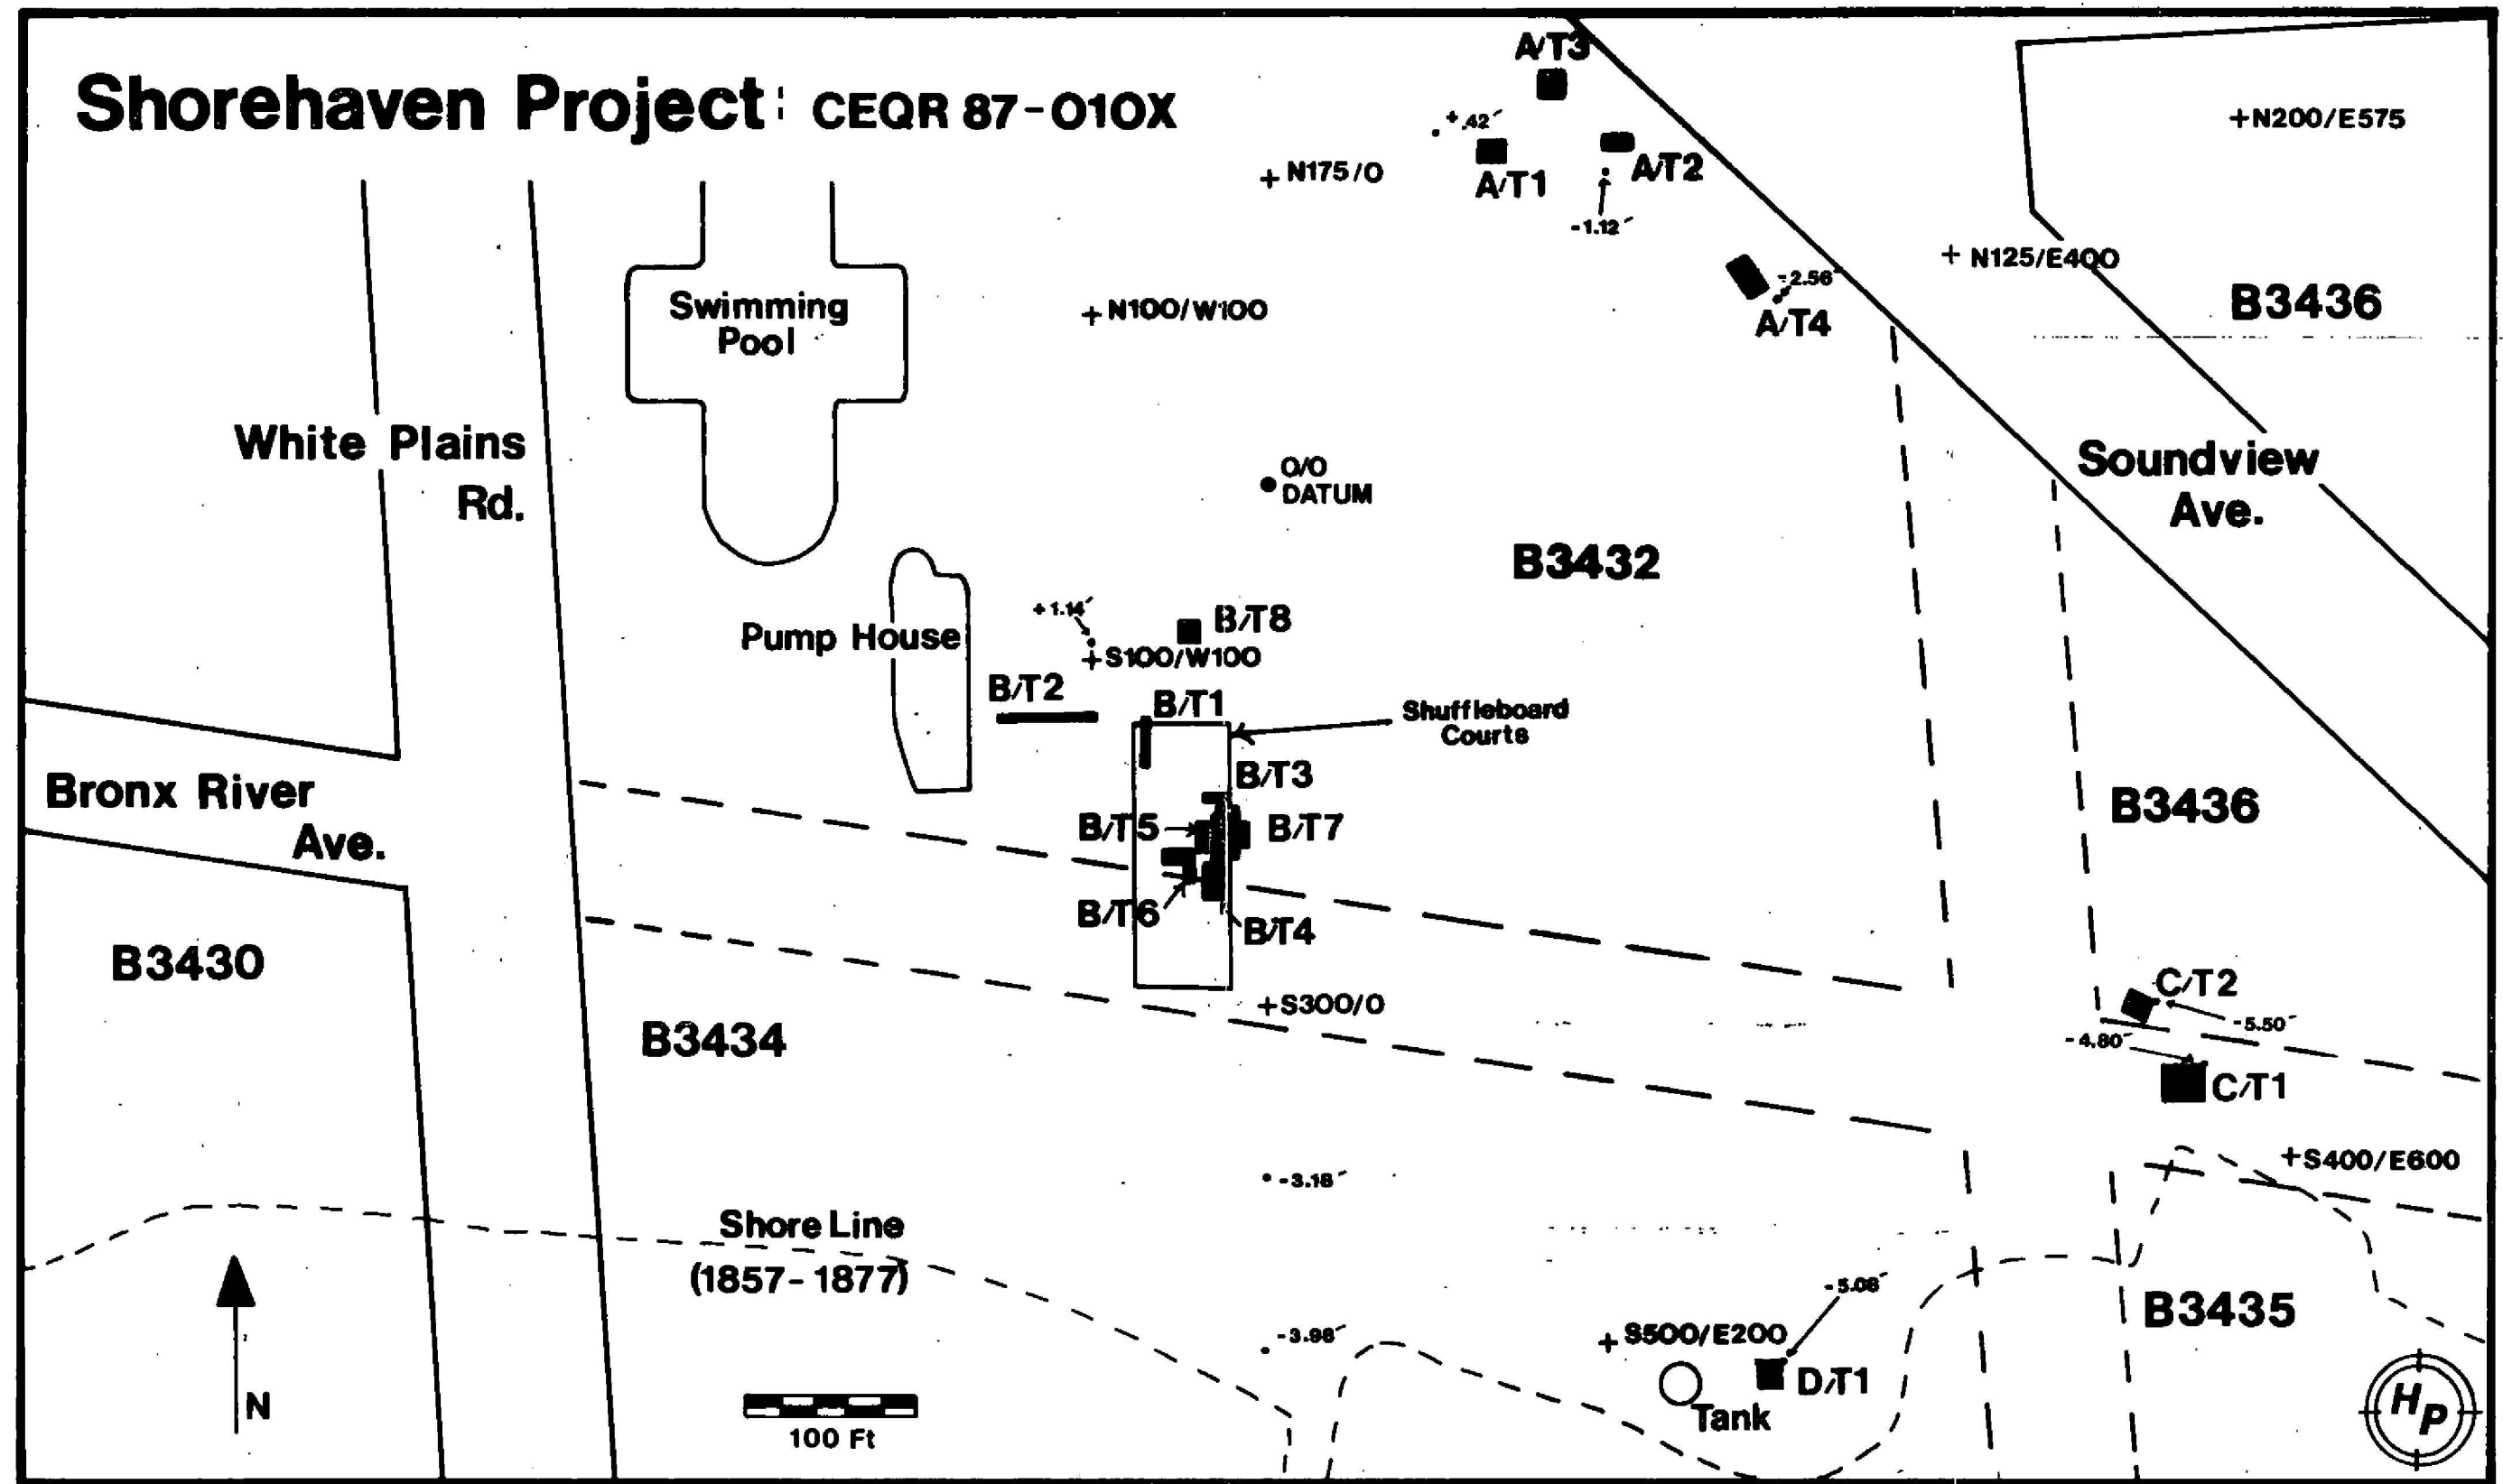 Shorehaven Project: CEQR 87-010X
A/T3
+.42´
A/T1
A/T2
-1.12´
+N200/E575
+ N175/0
+ N125/E400
-2.56´
A/T4
B3436
Swimming
Pool
+N100/W100
White Plains
Rd.
0/0
DATUM
Soundview
Ave.
B3432
Pump House
+1.14´
B/T8
+S100/W100
B/T2
B/T1
Shuffleboard
Courts
B/T3
Bronx River
Ave.
B/T5
B/T7
B3436
B/T6
B/T4
B3430
C/T2
+S300/0
-5.50´
B3434
-4.80´
C/T1
+S400/E600
-3.18´
Shore Line
(1857-1877)
-5.08´
B3435
-3.98´
+ S500/E200
D/T1
Tank
N
100 Ft
HP